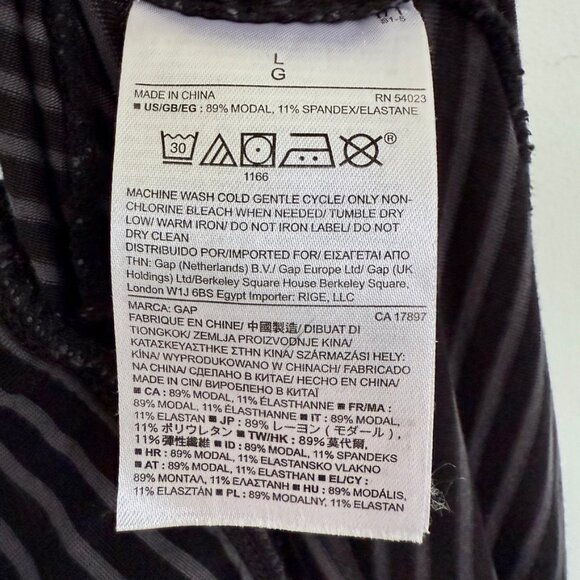 S1-5
L
G
MADE IN CHINA RN 54023
■ US/GB/EG: 89% MODAL, 11% SPANDEX/ELASTANE
30
®
1166
MACHINE WASH COLD GENTLE CYCLE/ ONLY NON-
CHLORINE BLEACH WHEN NEEDED/ TUMBLE DRY
LOW/ WARM IRON/ DO NOT IRON LABEL/ DO NOT
DRY CLEAN
DISTRIBUIDO POR/IMPORTED FOR/ ΕΙΣΑΓΕΤΑΙ ΑΠΟ
ΤΗΝ: Gap (Netherlands) B.V./ Gap Europe Ltd/ Gap (UK
Holdings) Ltd/Berkeley Square House Berkeley Square,
London W1J 6BS Egypt Importer: RIGE, LLC
MARCA: GAP CA 17897
FABRIQUE EN CHINE/ 中國製造/ DIBUAT DI
TIONGKOK/ ZEMLJA PROIZVODNJE KINA/
ΚΑΤΑΣΚΕΥΑΣΤΗΚΕ ΣΤΗΝ ΚΙΝΑ/ SZÁRMAZÁSI HELY:
KÍNA/ WYPRODUKOWANO W CHINACH/ FABRICADO
NA CHINA/ СДЕЛАНО В КИТАЕ/ HECHO EN CHINA/
MADE IN CIN/ ВИРОБЛЕНО В КИТАЇ
■ CA: 89% MODAL, 11% ÉLASTHANNE ■ FR/MA:
89% MODAL, 11% ÉLASTHANNE ■ IT: 89% MODAL,
11% ELASTAN ■ JP: 89% レーヨン ( モダール ) ,
11% ポリウレタン ■ TW/HK: 89% 莫代爾,
11% 彈性纖維 ■ ID: 89% MODAL, 11% SPANDEKS
■ HR: 89% MODAL, 11% ELASTANSKO VLAKNO
■ AT: 89% MODAL, 11% ELASTHAN ■ EL/CY:
89% ΜΟΝΤΑΛ, 11% ΕΛΑΣΤΑΝ ■ HU: 89% MODÁLIS,
11% ELASZTÁN ■ PL: 89% MODALNY, 11% ELASTAN